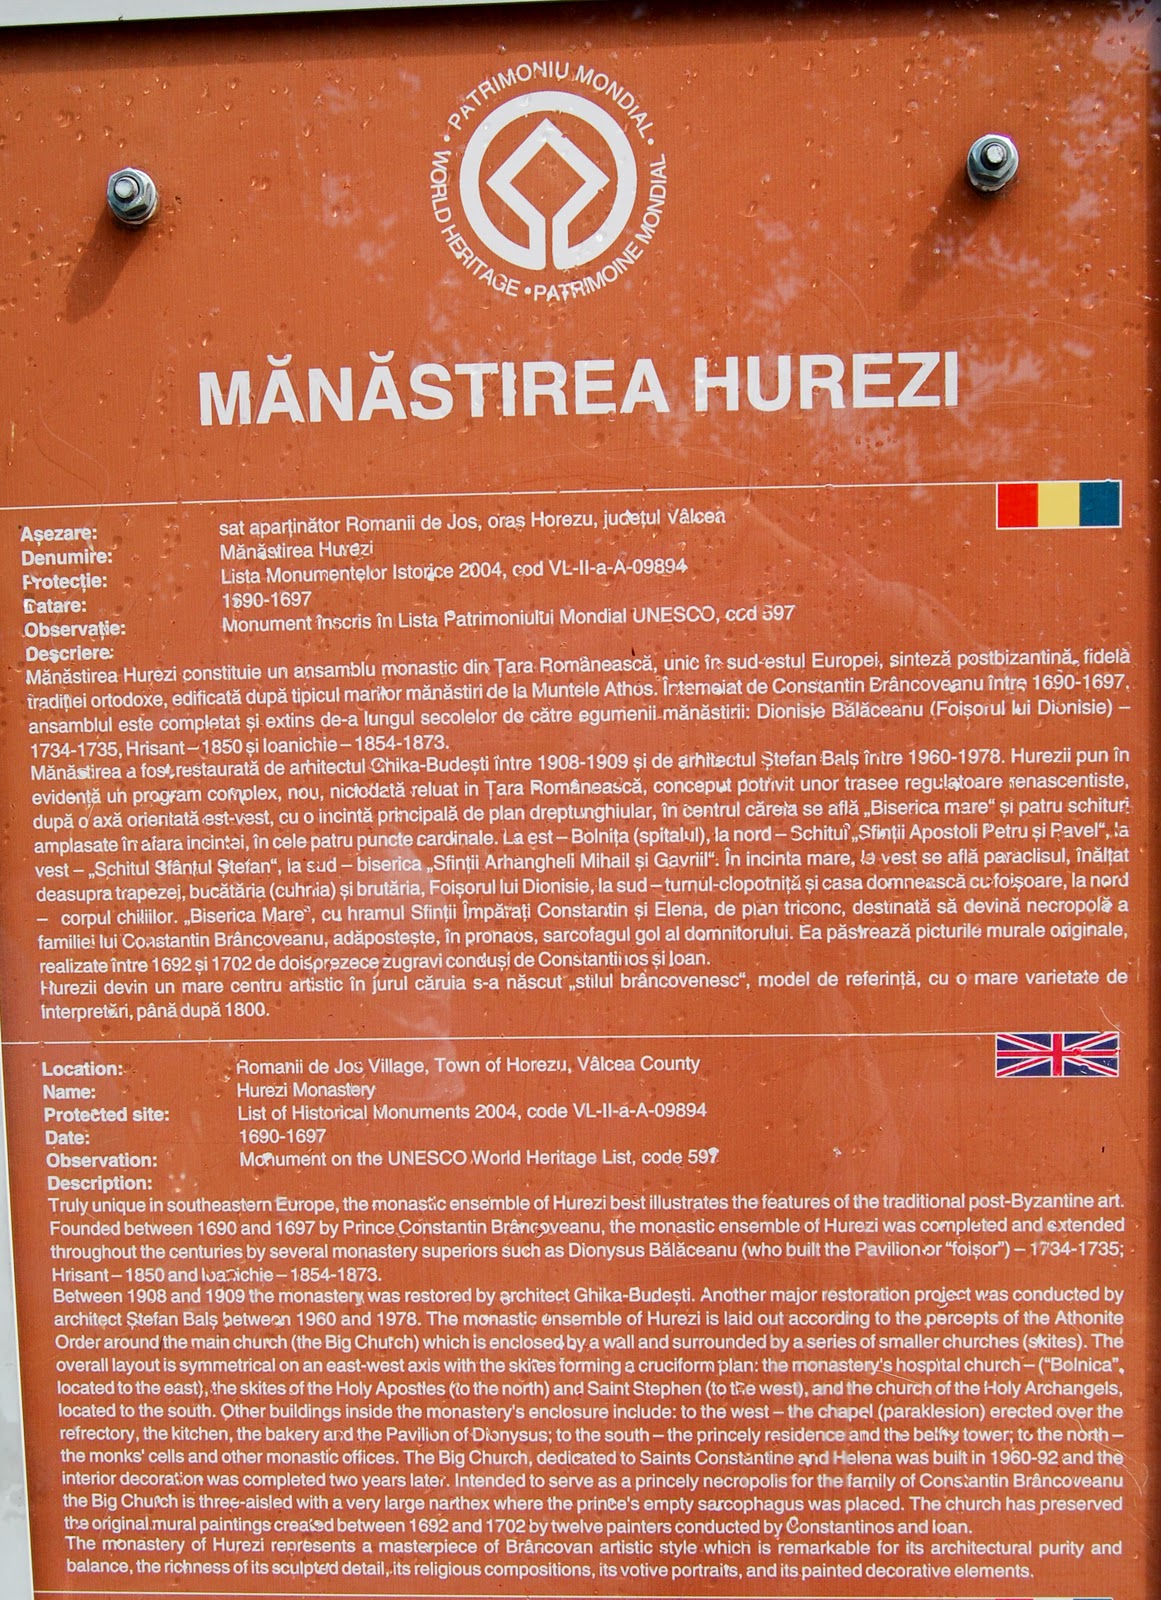 • PATRIMONIU MONDIAL •
WORLD HERITAGE • PATRIMOINE MONDIAL
MĂNĂSTIREA HUREZI
Așezare: sat aparținător Romanii de Jos, oraș Horezu, județul Vâlcea
Denumire: Mănăstirea Hurezi
Protecție: Lista Monumentelor Istorice 2004, cod VL-II-a-A-09894
Datare: 1690-1697
Observație: Monument înscris în Lista Patrimoniului Mondial UNESCO, cod 597
Descriere:
Mănăstirea Hurezi constituie un ansamblu monastic din Țara Românească, unic în sud-estul Europei, sinteză postbizantină, fidelă
tradiției ortodoxe, edificată după tipicul marilor mănăstiri de la Muntele Athos. Întemeiat de Constantin Brâncoveanu între 1690-1697,
ansamblul este completat și extins de-a lungul secolelor de către egumenii mănăstirii: Dionisie Bălăceanu (Foișorul lui Dionisie) –
1734-1735, Hrisant – 1850 și Ioanichie – 1854-1873.
Mănăstirea a fost restaurată de arhitectul Ghika-Budești între 1908-1909 și de arhitectul Ștefan Balș între 1960-1978. Hurezii pun în
evidență un program complex, nou, niciodată reluat in Țara Românească, conceput potrivit unor trasee regulatoare renascentiste,
după o axă orientată est-vest, cu o incintă principală de plan dreptunghiular, în centrul căreia se află „Biserica mare“ și patru schituri
amplasate în afara incintei, în cele patru puncte cardinale. La est – Bolnița (spitalul), la nord – Schitul „Sfinții Apostoli Petru și Pavel“, la
vest – „Schitul Sfântul Ștefan“, la sud – biserica „Sfinții Arhangheli Mihail și Gavriil“. În incinta mare, la vest se află paraclisul, înălțat
deasupra trapezei, bucătăria (cuhnia) și brutăria, Foișorul lui Dionisie, la sud – turnul-clopotniță și casa domnească cu foișoare, la nord
– corpul chiliilor. „Biserica Mare“, cu hramul Sfinții Împărați Constantin și Elena, de plan triconc, destinată să devină necropolă a
familiei lui Constantin Brâncoveanu, adăpostește, în pronaos, sarcofagul gol al domnitorului. Ea păstrează picturile murale originale,
realizate între 1692 și 1702 de doisprezece zugravi conduși de Constantinos și Ioan.
Hurezii devin un mare centru artistic în jurul căruia s-a născut „stilul brâncovenesc“, model de referință, cu o mare varietate de
interpretări, până după 1800.
Location: Romanii de Jos Village, Town of Horezu, Vâlcea County
Name: Hurezi Monastery
Protected site: List of Historical Monuments 2004, code VL-II-a-A-09894
Date: 1690-1697
Observation: Monument on the UNESCO World Heritage List, code 597
Description:
Truly unique in southeastern Europe, the monastic ensemble of Hurezi best illustrates the features of the traditional post-Byzantine art.
Founded between 1690 and 1697 by Prince Constantin Brâncoveanu, the monastic ensemble of Hurezi was completed and extended
throughout the centuries by several monastery superiors such as Dionysus Bălăceanu (who built the Pavilion or “foișor”) – 1734-1735;
Hrisant – 1850 and Ioanichie – 1854-1873.
Between 1908 and 1909 the monastery was restored by architect Ghika-Budești. Another major restoration project was conducted by
architect Ștefan Balș between 1960 and 1978. The monastic ensemble of Hurezi is laid out according to the percepts of the Athonite
Order around the main church (the Big Church) which is enclosed by a wall and surrounded by a series of smaller churches (skites). The
overall layout is symmetrical on an east-west axis with the skites forming a cruciform plan: the monastery's hospital church – (“Bolnica”,
located to the east), the skites of the Holy Apostles (to the north) and Saint Stephen (to the west), and the church of the Holy Archangels,
located to the south. Other buildings inside the monastery's enclosure include: to the west – the chapel (paraklesion) erected over the
refrectory, the kitchen, the bakery and the Pavilion of Dionysus; to the south – the princely residence and the belfry tower; to the north –
the monks' cells and other monastic offices. The Big Church, dedicated to Saints Constantine and Helena was built in 1960-92 and the
interior decoration was completed two years later. Intended to serve as a princely necropolis for the family of Constantin Brâncoveanu
the Big Church is three-aisled with a very large narthex where the prince's empty sarcophagus was placed. The church has preserved
the original mural paintings created between 1692 and 1702 by twelve painters conducted by Constantinos and Ioan.
The monastery of Hurezi represents a masterpiece of Brâncovan artistic style which is remarkable for its architectural purity and
balance, the richness of its sculpted detail, its religious compositions, its votive portraits, and its painted decorative elements.